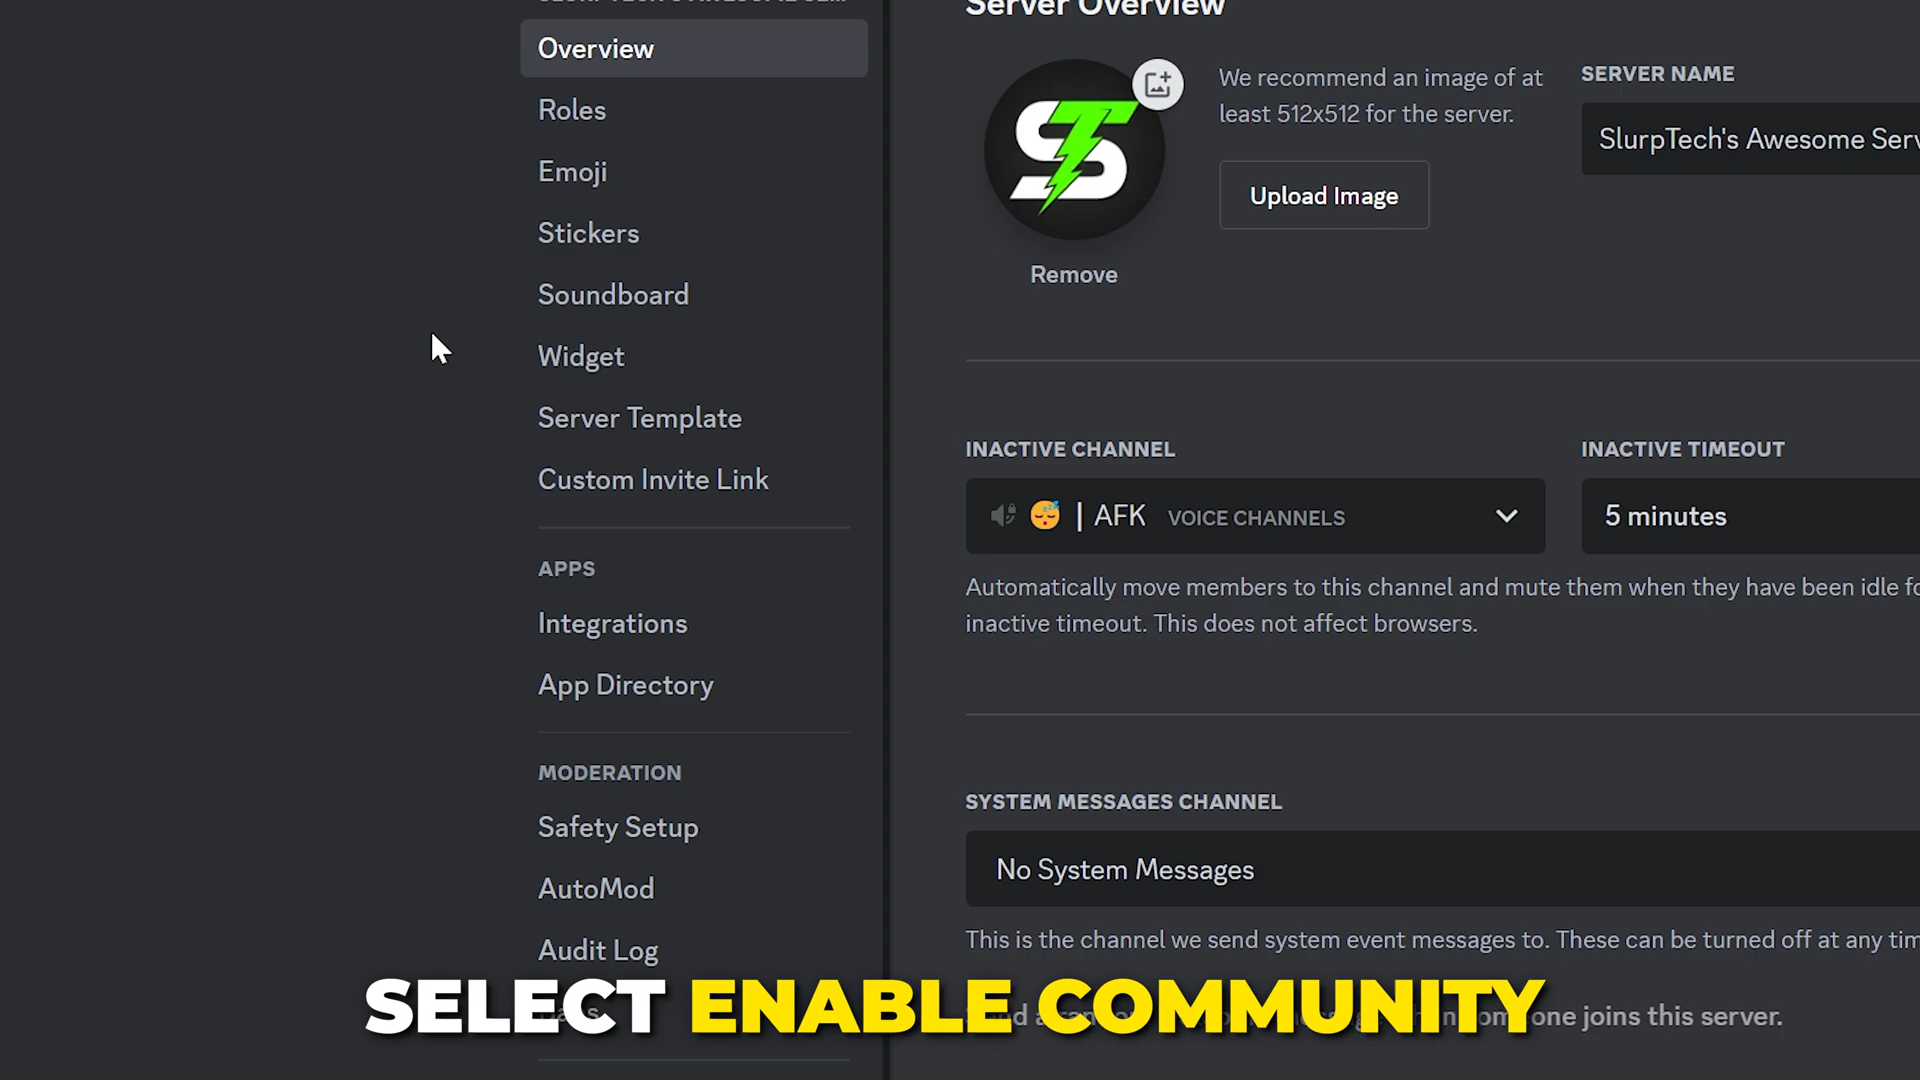 Overview
Roles
Emoji
Stickers
Soundboard
Widget
Server Template
Custom Invite Link
APPS
Integrations
App Directory
MODERATION
Safety Setup
AutoMod
Audit Log
Server Overview
We recommend an image of at
least 512x512 for the server.
Upload Image
Remove
SERVER NAME
SlurpTech's Awesome Serv
INACTIVE CHANNEL
😴 | AFK VOICE CHANNELS
INACTIVE TIMEOUT
5 minutes
Automatically move members to this channel and mute them when they have been idle fo
inactive timeout. This does not affect browsers.
SYSTEM MESSAGES CHANNEL
No System Messages
This is the channel we send system event messages to. These can be turned off at any tim
joins this server.
SELECT ENABLE COMMUNITY